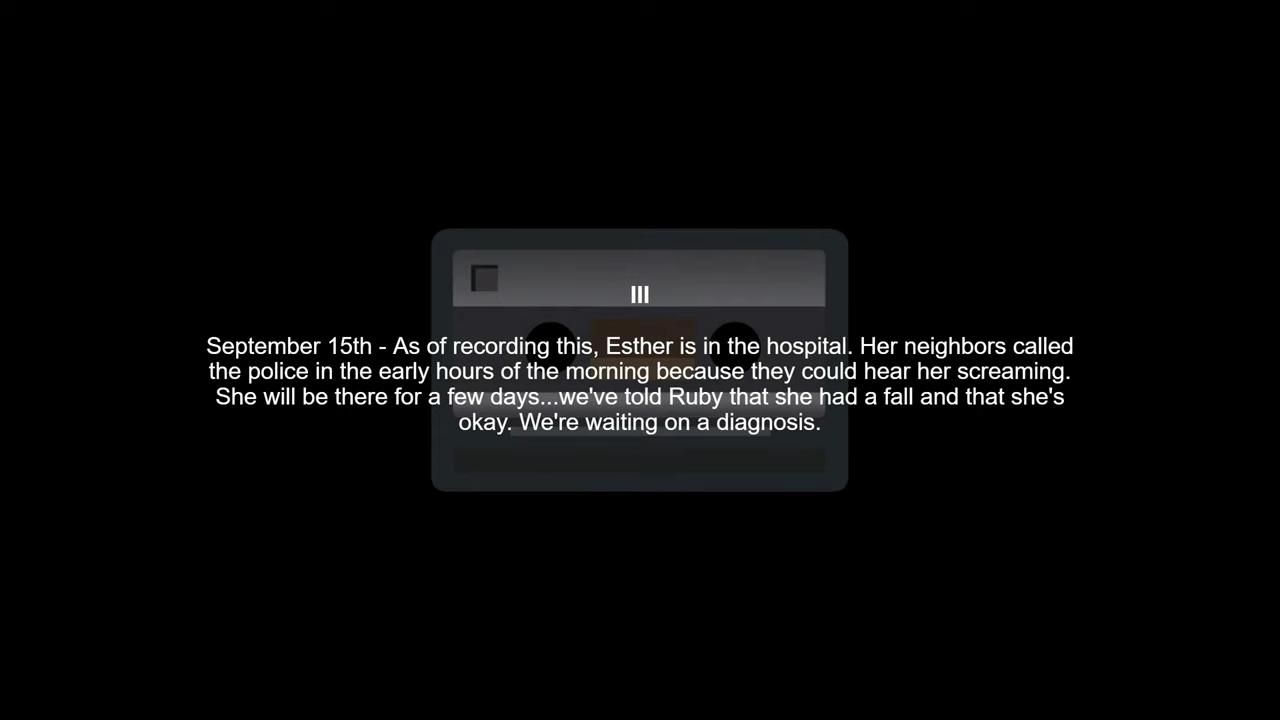 III
September 15th - As of recording this, Esther is in the hospital. Her neighbors called
the police in the early hours of the morning because they could hear her screaming.
She will be there for a few days...we've told Ruby that she had a fall and that she's
okay. We're waiting on a diagnosis.